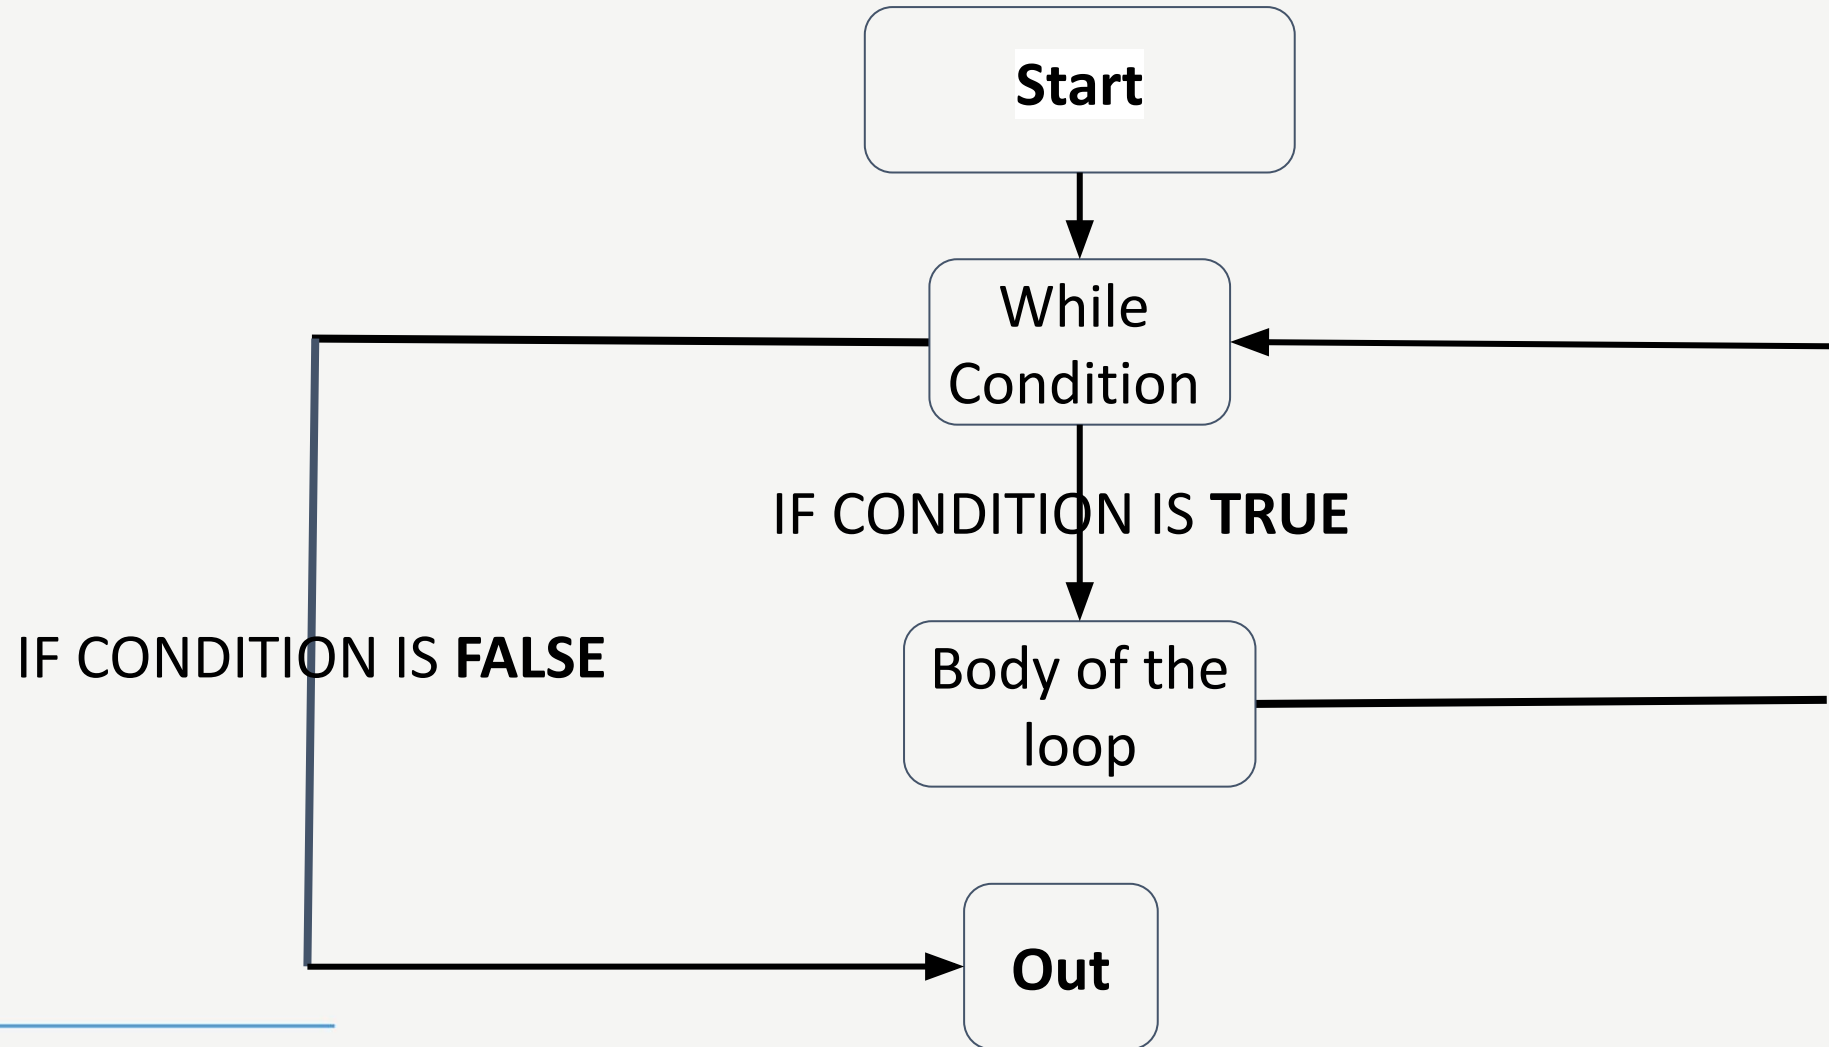 Start
While
Condition
IF CONDITION IS TRUE
IF CONDITION IS FALSE
Body of the
loop
Out